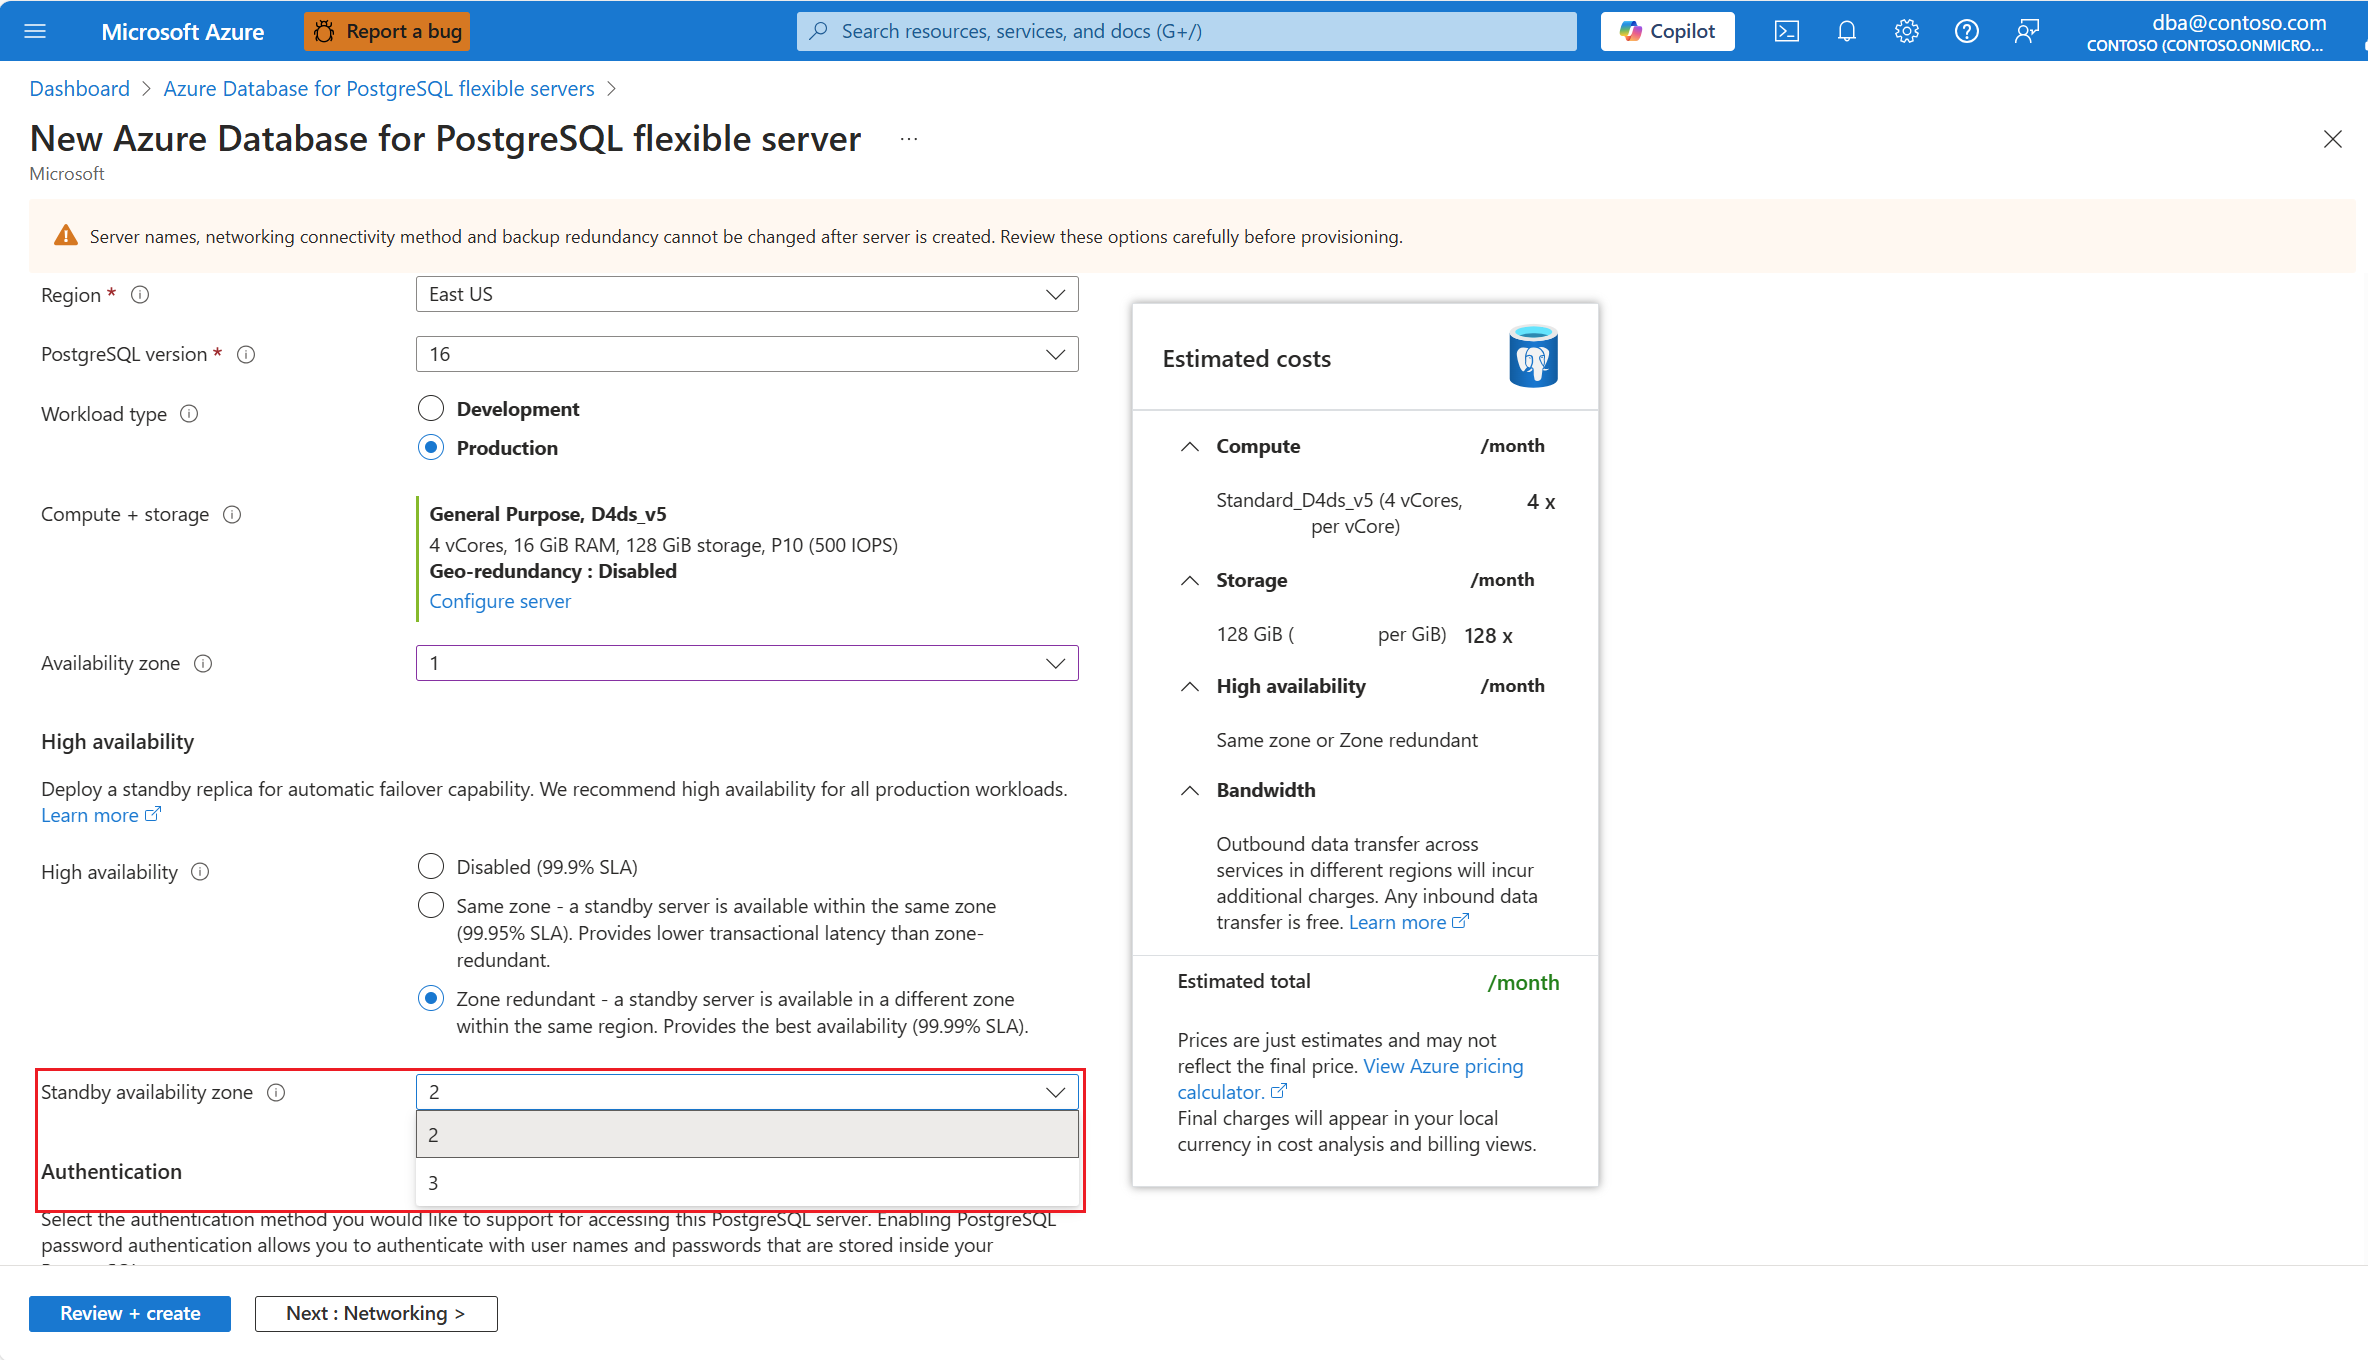 Microsoft Azure
Report a bug
Search resources, services, and docs (G+/)
Copilot
dba@contoso.com
CONTOSO (CONTOSO.ONMICRO...
Dashboard > Azure Database for PostgreSQL flexible servers >
New Azure Database for PostgreSQL flexible server ...
Microsoft
Server names, networking connectivity method and backup redundancy cannot be changed after server is created. Review these options carefully before provisioning.
Region *
East US
PostgreSQL version *
16
Workload type
Development
Production
Compute + storage
General Purpose, D4ds_v5
4 vCores, 16 GiB RAM, 128 GiB storage, P10 (500 IOPS)
Geo-redundancy : Disabled
Configure server
Availability zone
1
High availability
Deploy a standby replica for automatic failover capability. We recommend high availability for all production workloads.
Learn more
High availability
Disabled (99.9% SLA)
Same zone - a standby server is available within the same zone
(99.95% SLA). Provides lower transactional latency than zone-
redundant.
Zone redundant - a standby server is available in a different zone
within the same region. Provides the best availability (99.99% SLA).
Standby availability zone
2
2
3
Authentication
Select the authentication method you would like to support for accessing this PostgreSQL server. Enabling PostgreSQL
password authentication allows you to authenticate with user names and passwords that are stored inside your
Review + create
Next : Networking >
Estimated costs
Compute /month
Standard_D4ds_v5 (4 vCores, 4 x
per vCore)
Storage /month
128 GiB ( per GiB) 128 x
High availability /month
Same zone or Zone redundant
Bandwidth
Outbound data transfer across
services in different regions will incur
additional charges. Any inbound data
transfer is free. Learn more
Estimated total /month
Prices are just estimates and may not
reflect the final price. View Azure pricing
calculator.
Final charges will appear in your local
currency in cost analysis and billing views.